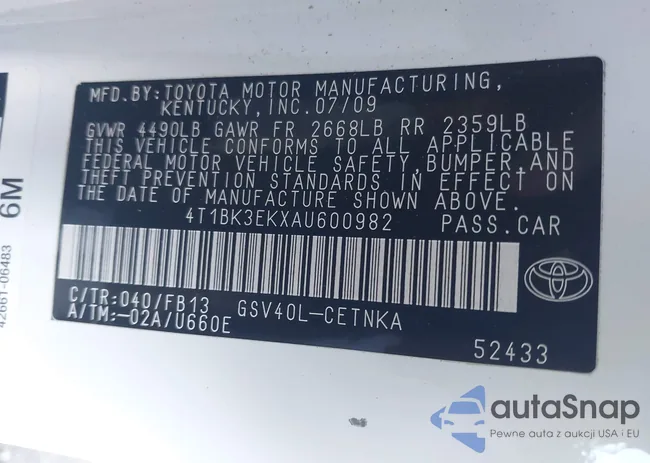 MFD.BY: TOYOTA MOTOR MANUFACTURING,
KENTUCKY, INC. 07/09
GVWR 4490LB GAWR FR 2668LB RR 2359LB
THIS VEHICLE CONFORMS TO ALL APPLICABLE
FEDERAL MOTOR VEHICLE SAFETY, BUMPER, AND
THEFT PREVENTION STANDARDS IN EFFECT ON
THE DATE OF MANUFACTURE SHOWN ABOVE.
4T1BK3EKXAU600982 PASS.CAR
C/TR:040/FB13 GSV40L-CETNKA
A/TM:-02A/U660E
52433
TOYOTA
42661-06483
6M
autaSnap
Pewne auta z aukcji USA i EU